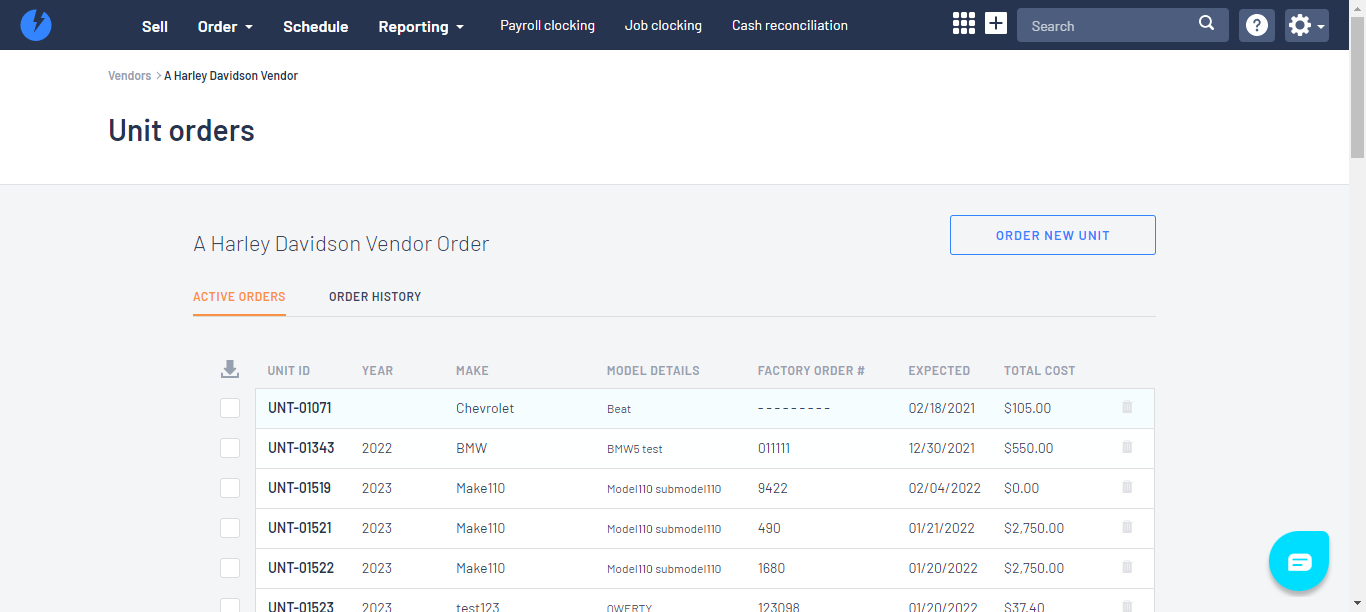 Sell Order Schedule Reporting Payroll clocking Job clocking Cash reconciliation Search
Vendors > A Harley Davidson Vendor
Unit orders
A Harley Davidson Vendor Order
ORDER NEW UNIT
ACTIVE ORDERS ORDER HISTORY
UNIT ID YEAR MAKE MODEL DETAILS FACTORY ORDER # EXPECTED TOTAL COST
UNT-01071 Chevrolet Beat --------- 02/18/2021 $105.00
UNT-01343 2022 BMW BMW5 test 011111 12/30/2021 $550.00
UNT-01519 2023 Make110 Model110 submodel110 9422 02/04/2022 $0.00
UNT-01521 2023 Make110 Model110 submodel110 490 01/21/2022 $2,750.00
UNT-01522 2023 Make110 Model110 submodel110 1680 01/20/2022 $2,750.00
UNT-01523 2023 test123 QWERTY 123098 01/20/2022 $37.40